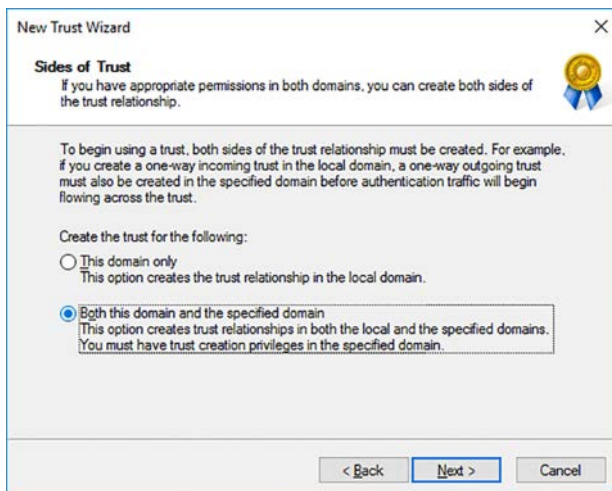 New Trust Wizard
Sides of Trust
If you have appropriate permissions in both domains, you can create both sides of
the trust relationship.
To begin using a trust, both sides of the trust relationship must be created. For example,
if you create a one-way incoming trust in the local domain, a one-way outgoing trust
must also be created in the specified domain before authentication traffic will begin
flowing across the trust.
Create the trust for the following:
This domain only
This option creates the trust relationship in the local domain.
Both this domain and the specified domain
This option creates trust relationships in both the local and the specified domains.
You must have trust creation privileges in the specified domain.
< Back Next > Cancel